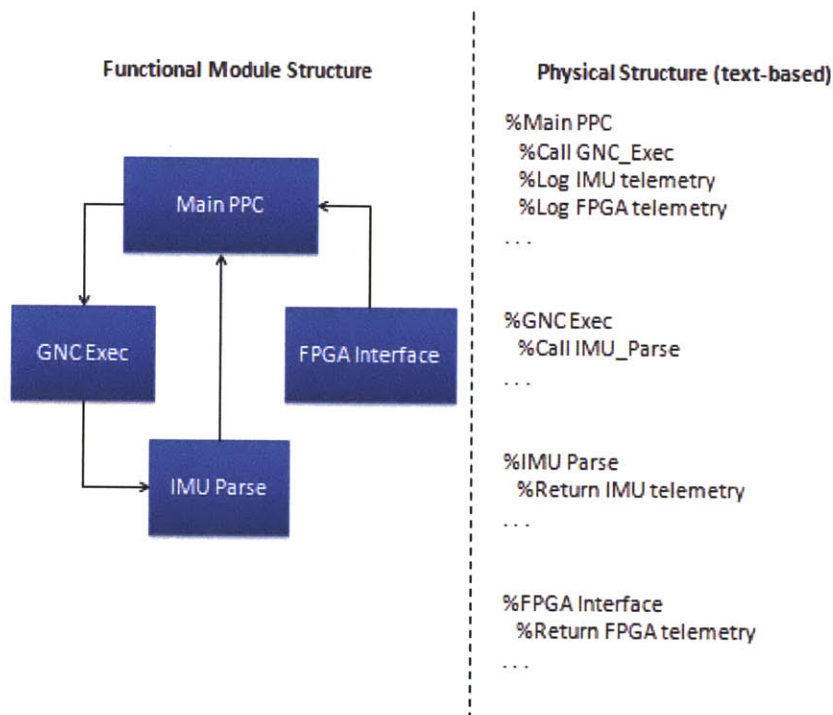 Functional Module Structure
Main PPC
GNC Exec
FPGA Interface
IMU Parse
Physical Structure (text-based)
%Main PPC
%Call GNC_Exec
%Log IMU telemetry
%Log FPGA telemetry
. . .
%GNC Exec
%Call IMU_Parse
. . .
%IMU Parse
%Return IMU telemetry
. . .
%FPGA Interface
%Return FPGA telemetry
. . .